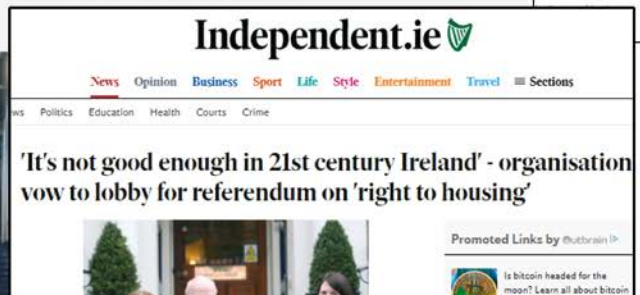 Independent.ie
News Opinion Business Sport Life Style Entertainment Travel Sections
ws Politics Education Health Courts Crime
'It's not good enough in 21st century Ireland' - organisation
vow to lobby for referendum on 'right to housing'
Promoted Links by Outbrain
Is bitcoin headed for the
moon? Learn all about bitcoin